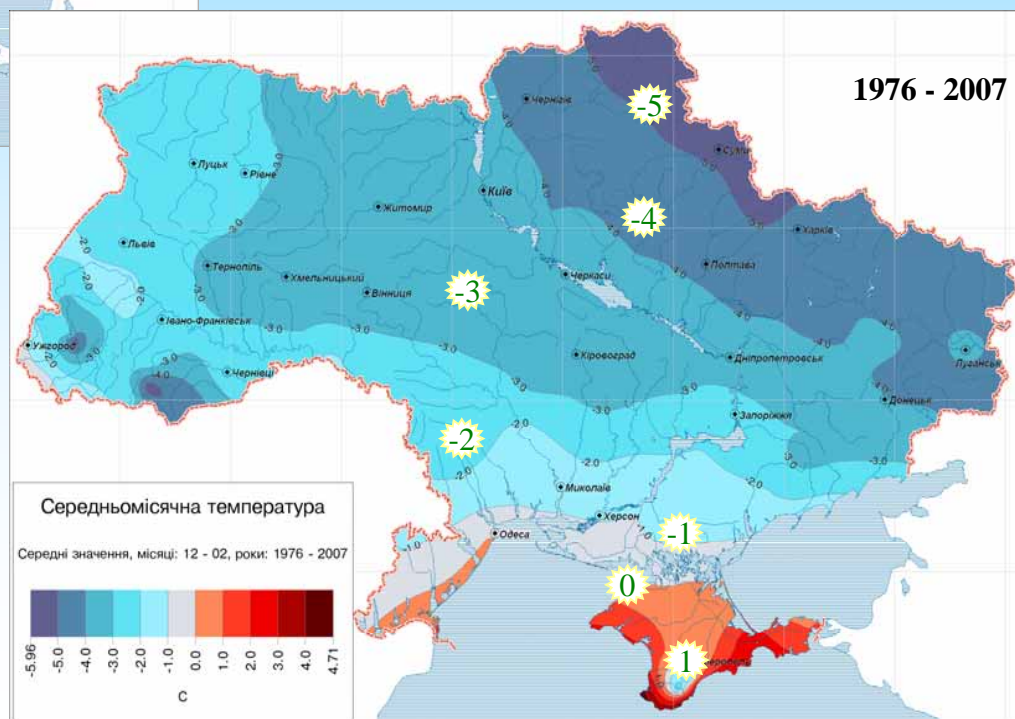 1976 - 2007
-5
Чернігів
Суми
Луцьк
Рівне
Київ
Житомир
-4
Харків
Львів
Тернопіль
Хмельницький
Вінниця
-3
Черкаси
Полтава
Івано-Франківськ
Ужгород
Чернівці
Кіровоград
Дніпропетровськ
Луганськ
Донецьк
Запоріжжя
-2
Миколаїв
Херсон
Одеса
-1
0
1
Середньомісячна температура
Середні значення, місяці: 12 - 02, роки: 1976 - 2007
-5.96 -5.0 -4.0 -3.0 -2.0 -1.0 0.0 1.0 2.0 3.0 4.0 4.71
C